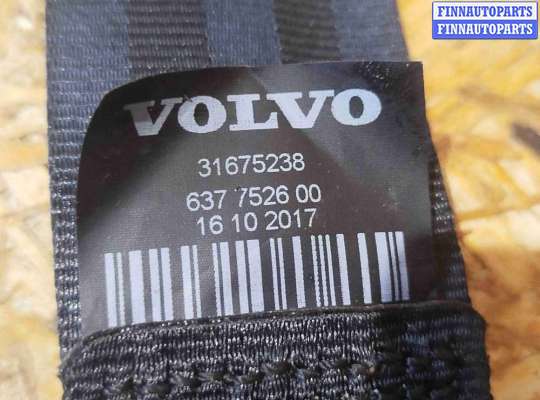 FINNAUTOPARTS
FINNAUTOPARTS
VOLVO
31675238
637 7526 00
16 10 2017